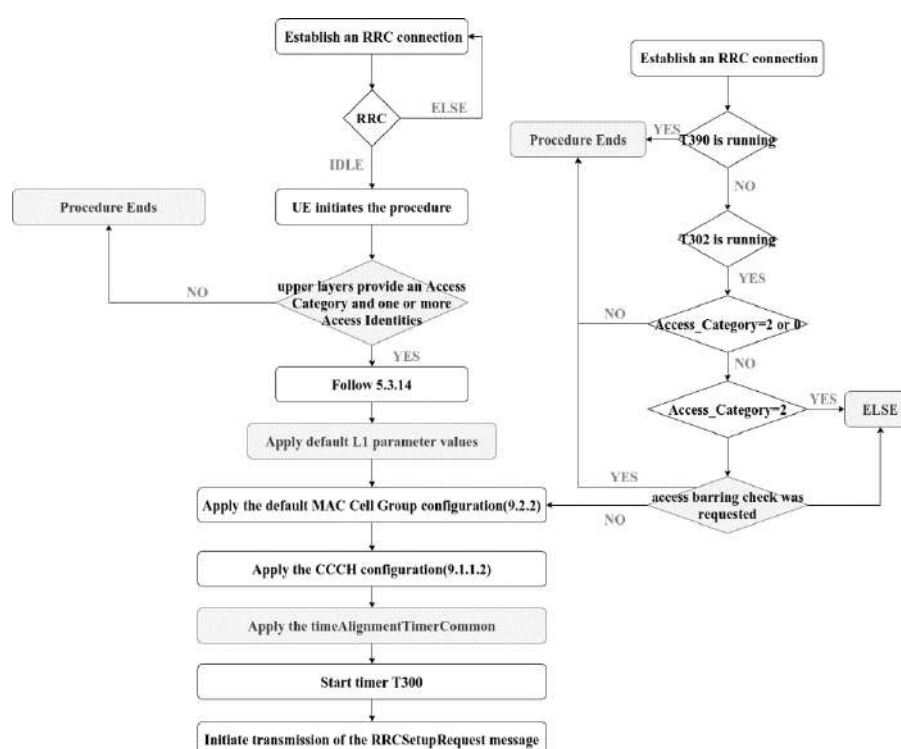 Establish an RRC connection
RRC
ELSE
IDLE
UE initiates the procedure
Procedure Ends
upper layers provide an Access
Category and one or more
Access Identities
NO
YES
Follow 5.3.14
Apply default L1 parameter values
Apply the default MAC Cell Group configuration(9.2.2)
Apply the CCCH configuration(9.1.1.2)
Apply the timeAlignmentTimerCommon
Start timer T300
Initiate transmission of the RRCSetupRequest message
Establish an RRC connection
T390 is running
YES
Procedure Ends
NO
T302 is running
YES
Access_Category=2 or 0
NO
NO
Access_Category=2
YES
ELSE
YES
access barring check was
requested
NO